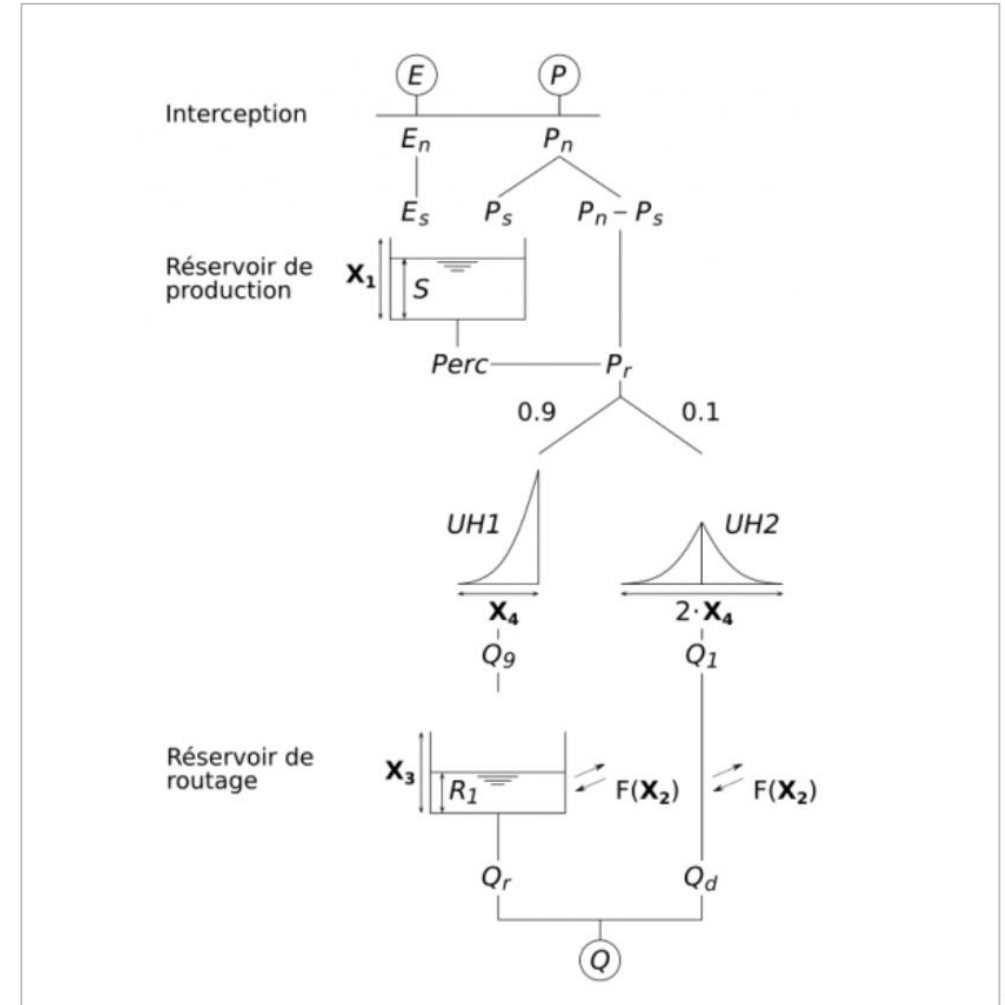 E P
Interception
Eₙ Pₙ
Eₛ Pₛ Pₙ – Pₛ
Réservoir de
production
X₁
S
Perc Pᵣ
0.9 0.1
UH1 UH2
X₄ 2·X₄
Q₉ Q₁
Réservoir de
routage
X₃
R₁ F(X₂) F(X₂)
Qᵣ Q_d
Q